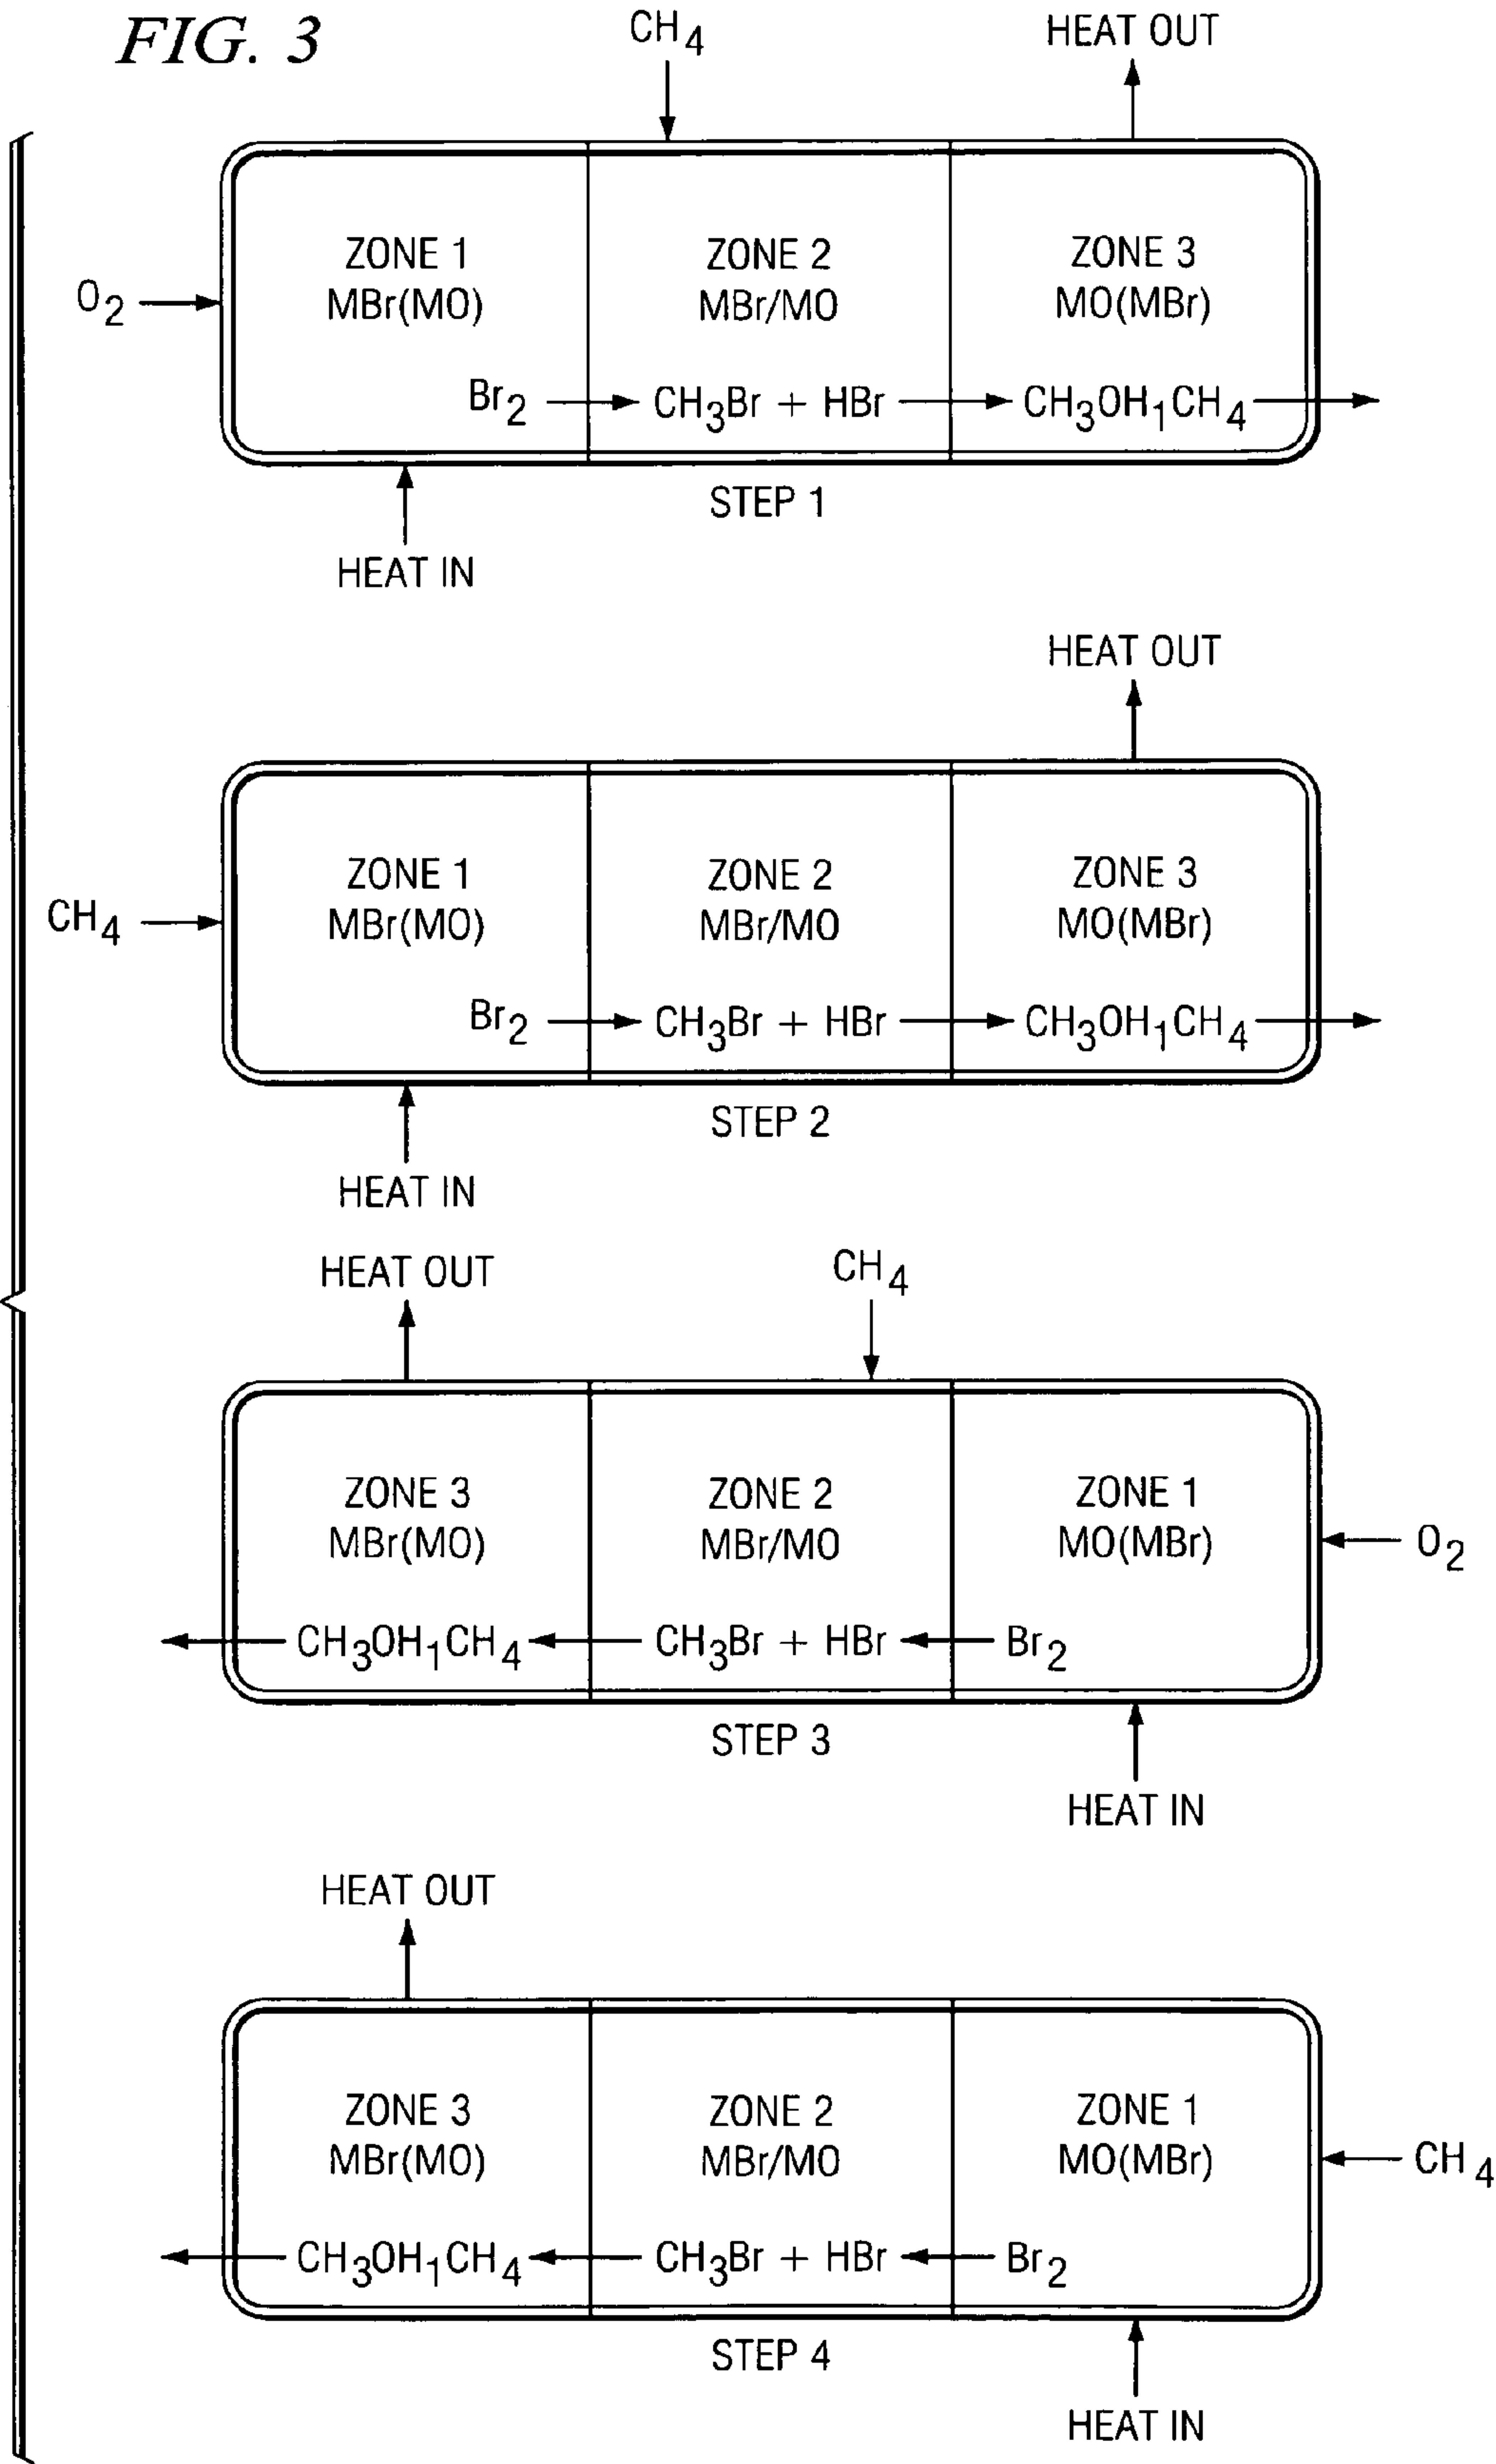 FIG. 3
CH4
HEAT OUT
O2
ZONE 1
MBr(MO)
ZONE 2
MBr/MO
ZONE 3
MO(MBr)
Br2
CH3Br + HBr
CH3OH1CH4
STEP 1
HEAT IN
HEAT OUT
CH4
ZONE 1
MBr(MO)
ZONE 2
MBr/MO
ZONE 3
MO(MBr)
Br2
CH3Br + HBr
CH3OH1CH4
STEP 2
HEAT IN
HEAT OUT
CH4
ZONE 3
MBr(MO)
ZONE 2
MBr/MO
ZONE 1
MO(MBr)
O2
CH3OH1CH4
CH3Br + HBr
Br2
STEP 3
HEAT IN
HEAT OUT
ZONE 3
MBr(MO)
ZONE 2
MBr/MO
ZONE 1
MO(MBr)
CH4
CH3OH1CH4
CH3Br + HBr
Br2
STEP 4
HEAT IN